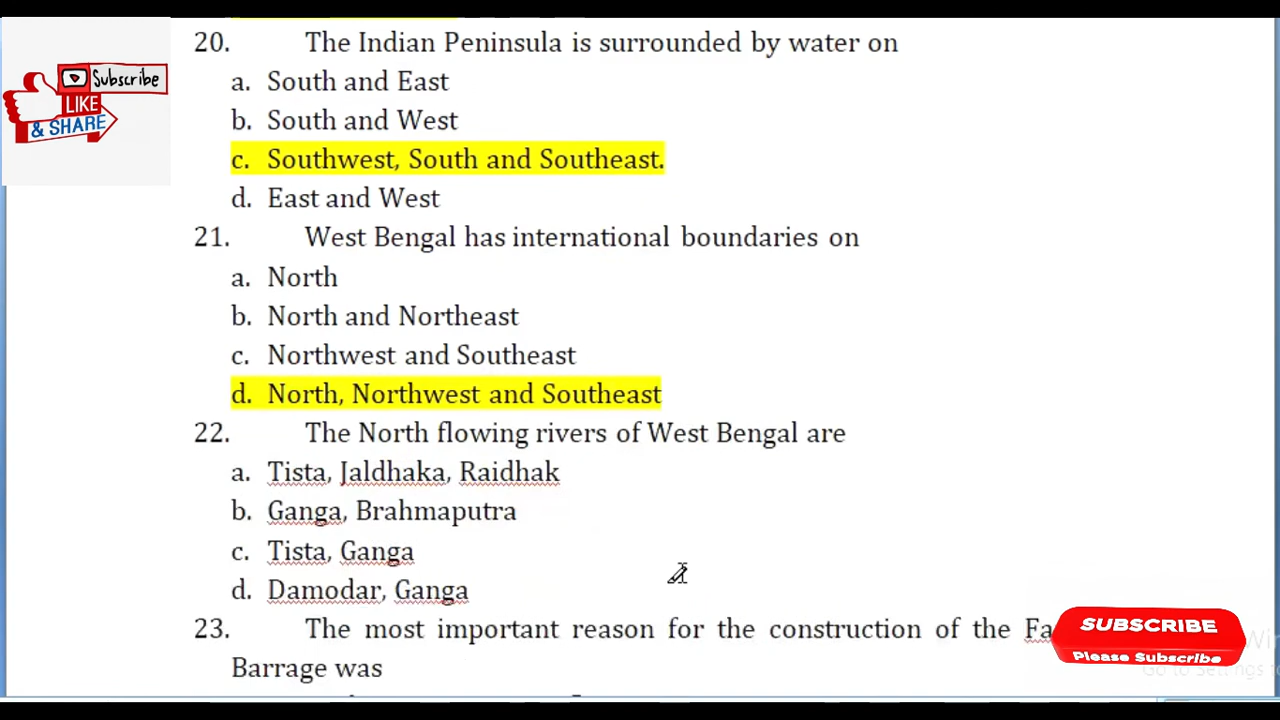 Subscribe
LIKE
& SHARE
20. The Indian Peninsula is surrounded by water on
a. South and East
b. South and West
c. Southwest, South and Southeast.
d. East and West
21. West Bengal has international boundaries on
a. North
b. North and Northeast
c. Northwest and Southeast
d. North, Northwest and Southeast
22. The North flowing rivers of West Bengal are
a. Tista, Jaldhaka, Raidhak
b. Ganga, Brahmaputra
c. Tista, Ganga
d. Damodar, Ganga
23. The most important reason for the construction of the
Barrage was
SUBSCRIBE
Please Subscribe